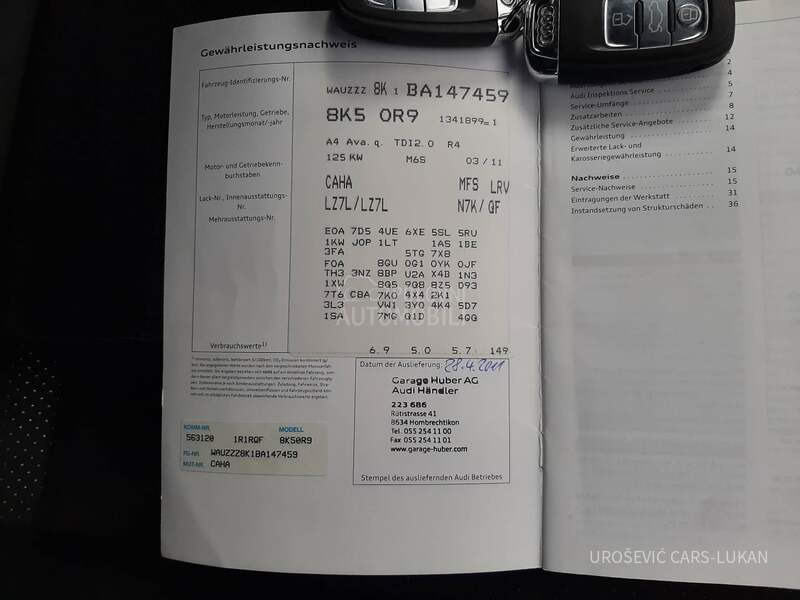 Gewährleistungsnachweis
Fahrzeug-Identifizierungs-Nr.
WAUZZZ 8K 1 BA147459
Typ, Motorleistung, Getriebe,
Herstellungsmonat/-jahr
8K5 0R9 1341899=1
A4 Ava. q. TDI2.0 R4
125 KW M6S 03/11
Motor- und Getriebekenn-
buchstaben
CAHA MFS LRV
Lack-Nr., Innenausstattungs-
Nr.
LZ7L/LZ7L N7K/QF
Mehrausstattungs-Nr.
E0A 7D5 4UE 6XE 5SL 5RU
1KW J0P 1LT 1AS 1BE
3FA 5TG 7X8
F0A 8GU 0G1 0YK 0JF
TH3 3NZ 8BP U2A X4B 1N3
1XW 8Q5 9G8 8Z5 D93
7T6 CBA 7K0 4X4 2K1
3L3 VW1 3Y0 4K4 5D7
1SA 7MG Q1D 4GQ
AUTOMOBILI
Verbrauchswerte 1)
6.9 5.0 5.7 149
Datum der Auslieferung: 28.4.2011
Garage Huber AG
Audi Händler
223 686
Rütistrasse 41
8634 Hombrechtikon
Tel. 055 254 11 00
Fax 055 254 11 01
www.garage-huber.com
Stempel des ausliefernden Audi Betriebes
KOMM-NR. MODELL
563120 1R1RQF 8K50R9
FG-NR. WAUZZZ8K1BA147459
MOT-NR. CAHA
2
4
Audi Inspektions Service 5
Service-Umfänge 7
Zusatzarbeiten 8
Zusätzliche Service-Angebote 12
Gewährleistung 14
Erweiterte Lack- und
Karosseriegewährleistung 14
Nachweise 15
Service-Nachweise 15
Eintragungen der Werkstatt 31
Instandsetzung von Strukturschäden 36
UROŠEVIĆ CARS-LUKAN